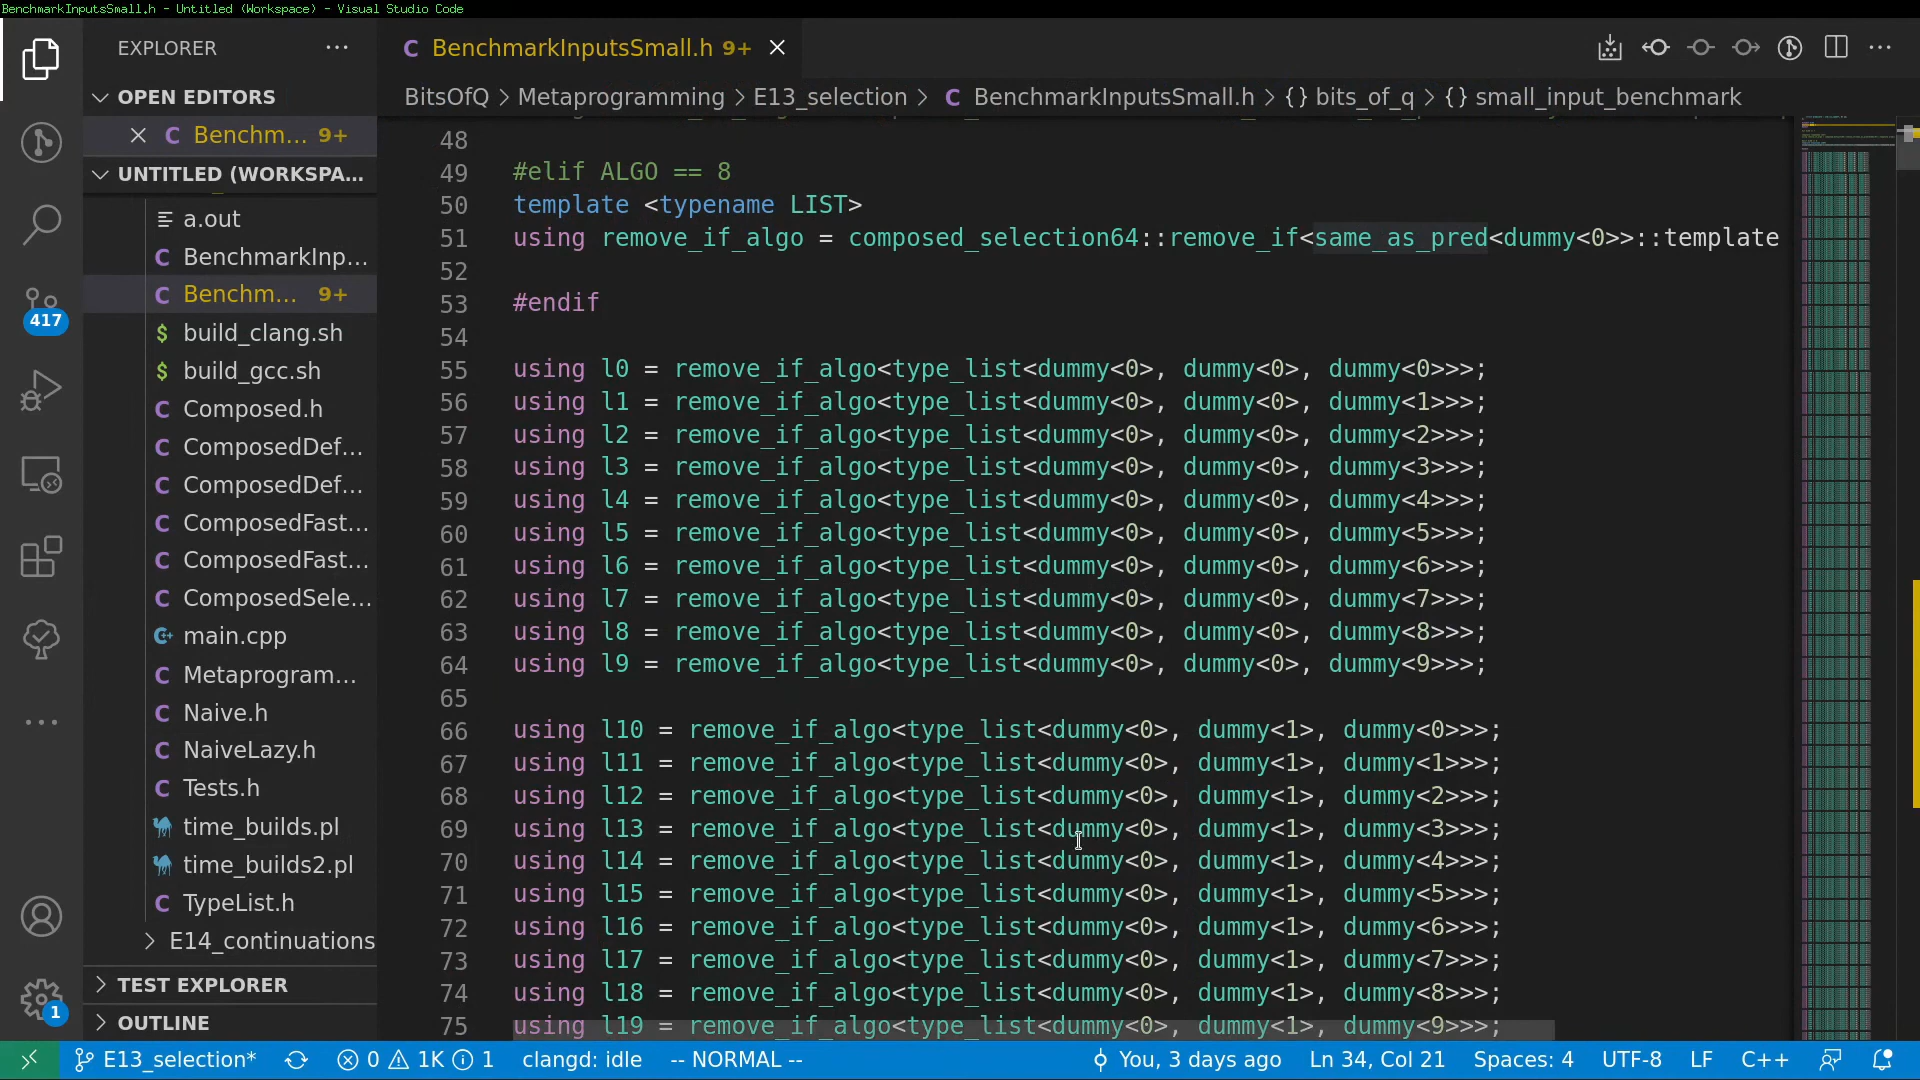 BenchmarkInputsSmall.h - Untitled (Workspace) - Visual Studio Code
EXPLORER
OPEN EDITORS
Benchm... 9+
UNTITLED (WORKSPA...
a.out
BenchmarkInp...
Benchm... 9+
build_clang.sh
build_gcc.sh
Composed.h
ComposedDef...
ComposedDef...
ComposedFast...
ComposedFast...
ComposedSele...
main.cpp
Metaprogram...
Naive.h
NaiveLazy.h
Tests.h
time_builds.pl
time_builds2.pl
TypeList.h
E14_continuations
TEST EXPLORER
OUTLINE
417
1
BenchmarkInputsSmall.h 9+
BitsOfQ > Metaprogramming > E13_selection > C BenchmarkInputsSmall.h > {} bits_of_q > {} small_input_benchmark
48
49 #elif ALGO == 8
50 template <typename LIST>
51 using remove_if_algo = composed_selection64::remove_if<same_as_pred<dummy<0>>::template
52
53 #endif
54
55 using l0 = remove_if_algo<type_list<dummy<0>, dummy<0>, dummy<0>>>;
56 using l1 = remove_if_algo<type_list<dummy<0>, dummy<0>, dummy<1>>>;
57 using l2 = remove_if_algo<type_list<dummy<0>, dummy<0>, dummy<2>>>;
58 using l3 = remove_if_algo<type_list<dummy<0>, dummy<0>, dummy<3>>>;
59 using l4 = remove_if_algo<type_list<dummy<0>, dummy<0>, dummy<4>>>;
60 using l5 = remove_if_algo<type_list<dummy<0>, dummy<0>, dummy<5>>>;
61 using l6 = remove_if_algo<type_list<dummy<0>, dummy<0>, dummy<6>>>;
62 using l7 = remove_if_algo<type_list<dummy<0>, dummy<0>, dummy<7>>>;
63 using l8 = remove_if_algo<type_list<dummy<0>, dummy<0>, dummy<8>>>;
64 using l9 = remove_if_algo<type_list<dummy<0>, dummy<0>, dummy<9>>>;
65
66 using l10 = remove_if_algo<type_list<dummy<0>, dummy<1>, dummy<0>>>;
67 using l11 = remove_if_algo<type_list<dummy<0>, dummy<1>, dummy<1>>>;
68 using l12 = remove_if_algo<type_list<dummy<0>, dummy<1>, dummy<2>>>;
69 using l13 = remove_if_algo<type_list<dummy<0>, dummy<1>, dummy<3>>>;
70 using l14 = remove_if_algo<type_list<dummy<0>, dummy<1>, dummy<4>>>;
71 using l15 = remove_if_algo<type_list<dummy<0>, dummy<1>, dummy<5>>>;
72 using l16 = remove_if_algo<type_list<dummy<0>, dummy<1>, dummy<6>>>;
73 using l17 = remove_if_algo<type_list<dummy<0>, dummy<1>, dummy<7>>>;
74 using l18 = remove_if_algo<type_list<dummy<0>, dummy<1>, dummy<8>>>;
75 using l19 = remove_if_algo<type_list<dummy<0>, dummy<1>, dummy<9>>>;
E13_selection* 0 1K 1 clangd: idle -- NORMAL -- You, 3 days ago Ln 34, Col 21 Spaces: 4 UTF-8 LF C++